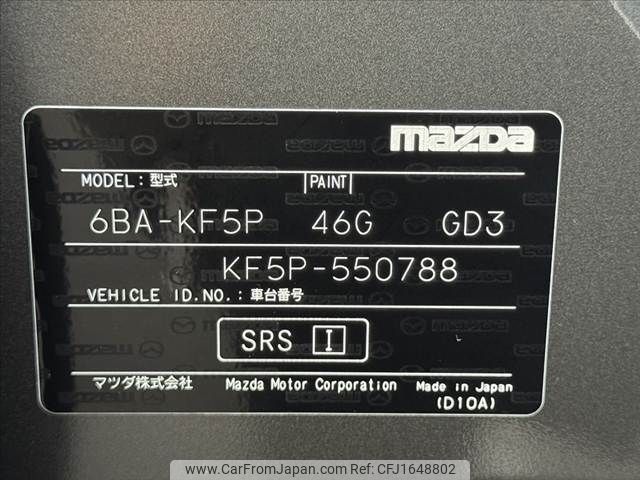 mazda
MODEL: 型式 PAINT
6BA-KF5P 46G GD3
KF5P-550788
VEHICLE ID.NO.: 車台番号
SRS I
マツダ株式会社 Mazda Motor Corporation Made in Japan
(D10A)
www.CarFromJapan.com Ref.No: CFJ1648802